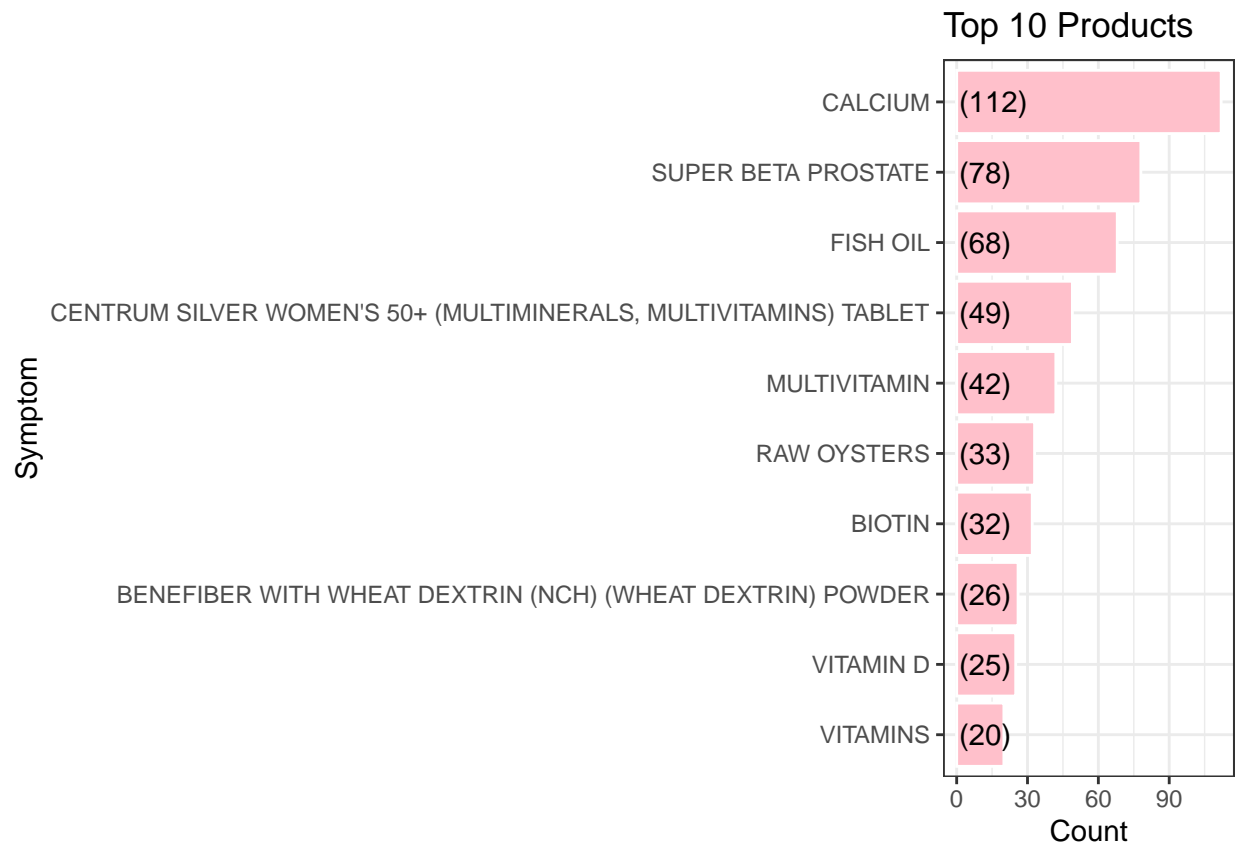 Top 10 Products
CALCIUM (112)
SUPER BETA PROSTATE (78)
FISH OIL (68)
CENTRUM SILVER WOMEN'S 50+ (MULTIMINERALS, MULTIVITAMINS) TABLET (49)
MULTIVITAMIN (42)
RAW OYSTERS (33)
BIOTIN (32)
BENEFIBER WITH WHEAT DEXTRIN (NCH) (WHEAT DEXTRIN) POWDER (26)
VITAMIN D (25)
VITAMINS (20)
Symptom
0 30 60 90
Count